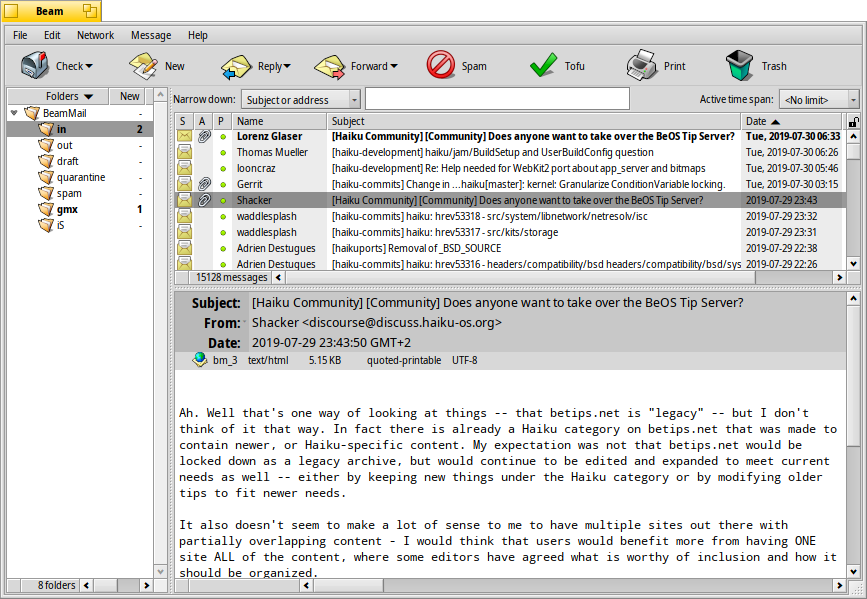 Beam
File Edit Network Message Help
Check New Reply Forward Spam Tofu Print Trash
Folders New
BeamMail -
in 2
out -
draft -
quarantine -
spam -
gmx 1
iS -
8 folders
Narrow down: Subject or address Active time span: <No limit>
S A P Name Subject Date
Lorenz Glaser [Haiku Community] [Community] Does anyone want to take over the BeOS Tip Server? Tue, 2019-07-30 06:33
Thomas Mueller [haiku-development] haiku/jam/BuildSetup and UserBuildConfig question Tue, 2019-07-30 06:26
looncraz [haiku-development] Re: Help needed for WebKit2 port about app_server and bitmaps Tue, 2019-07-30 05:46
Gerrit [haiku-commits] Change in ...haiku[master]: kernel: Granularize ConditionVariable locking. Tue, 2019-07-30 03:15
Shacker [Haiku Community] [Community] Does anyone want to take over the BeOS Tip Server? 2019-07-29 23:43
waddlesplash [haiku-commits] haiku: hrev53318 - src/system/libnetwork/netresolv/isc 2019-07-29 23:32
waddlesplash [haiku-commits] haiku: hrev53317 - src/kits/storage 2019-07-29 23:31
Adrien Destugues [haikuports] Removal of _BSD_SOURCE 2019-07-29 22:38
Adrien Destugues [haiku-commits] haiku: hrev53316 - headers/compatibility/bsd headers/compatibility/bsd/sys 2019-07-29 22:26
15128 messages
Subject: [Haiku Community] [Community] Does anyone want to take over the BeOS Tip Server?
From: Shacker <discourse@discuss.haiku-os.org>
Date: 2019-07-29 23:43:50 GMT+2
bm_3 text/html 5.15 KB quoted-printable UTF-8
Ah. Well that's one way of looking at things -- that betips.net is "legacy" -- but I don't
think of it that way. In fact there is already a Haiku category on betips.net that was made to
contain newer, or Haiku-specific content. My expectation was not that betips.net would be
locked down as a legacy archive, but would continue to be edited and expanded to meet current
needs as well -- either by keeping new things under the Haiku category or by modifying older
tips to fit newer needs.
It also doesn't seem to make a lot of sense to me to have multiple sites out there with
partially overlapping content - I would think that users would benefit more from having ONE
site ALL of the content, where some editors have agreed what is worthy of inclusion and how it
should be organized.